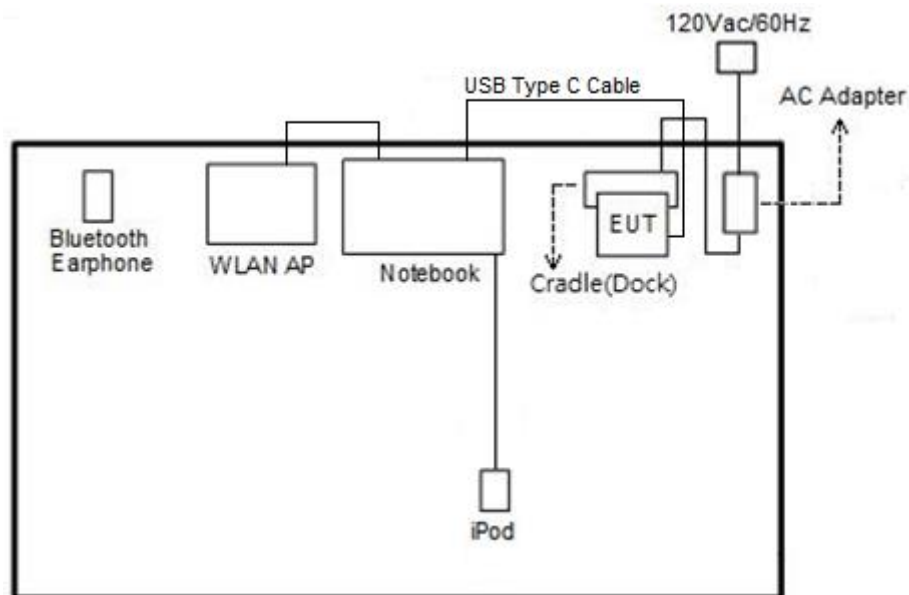 120Vac/60Hz
USB Type C Cable
AC Adapter
Bluetooth
Earphone
WLAN AP
Notebook
EUT
Cradle(Dock)
iPod